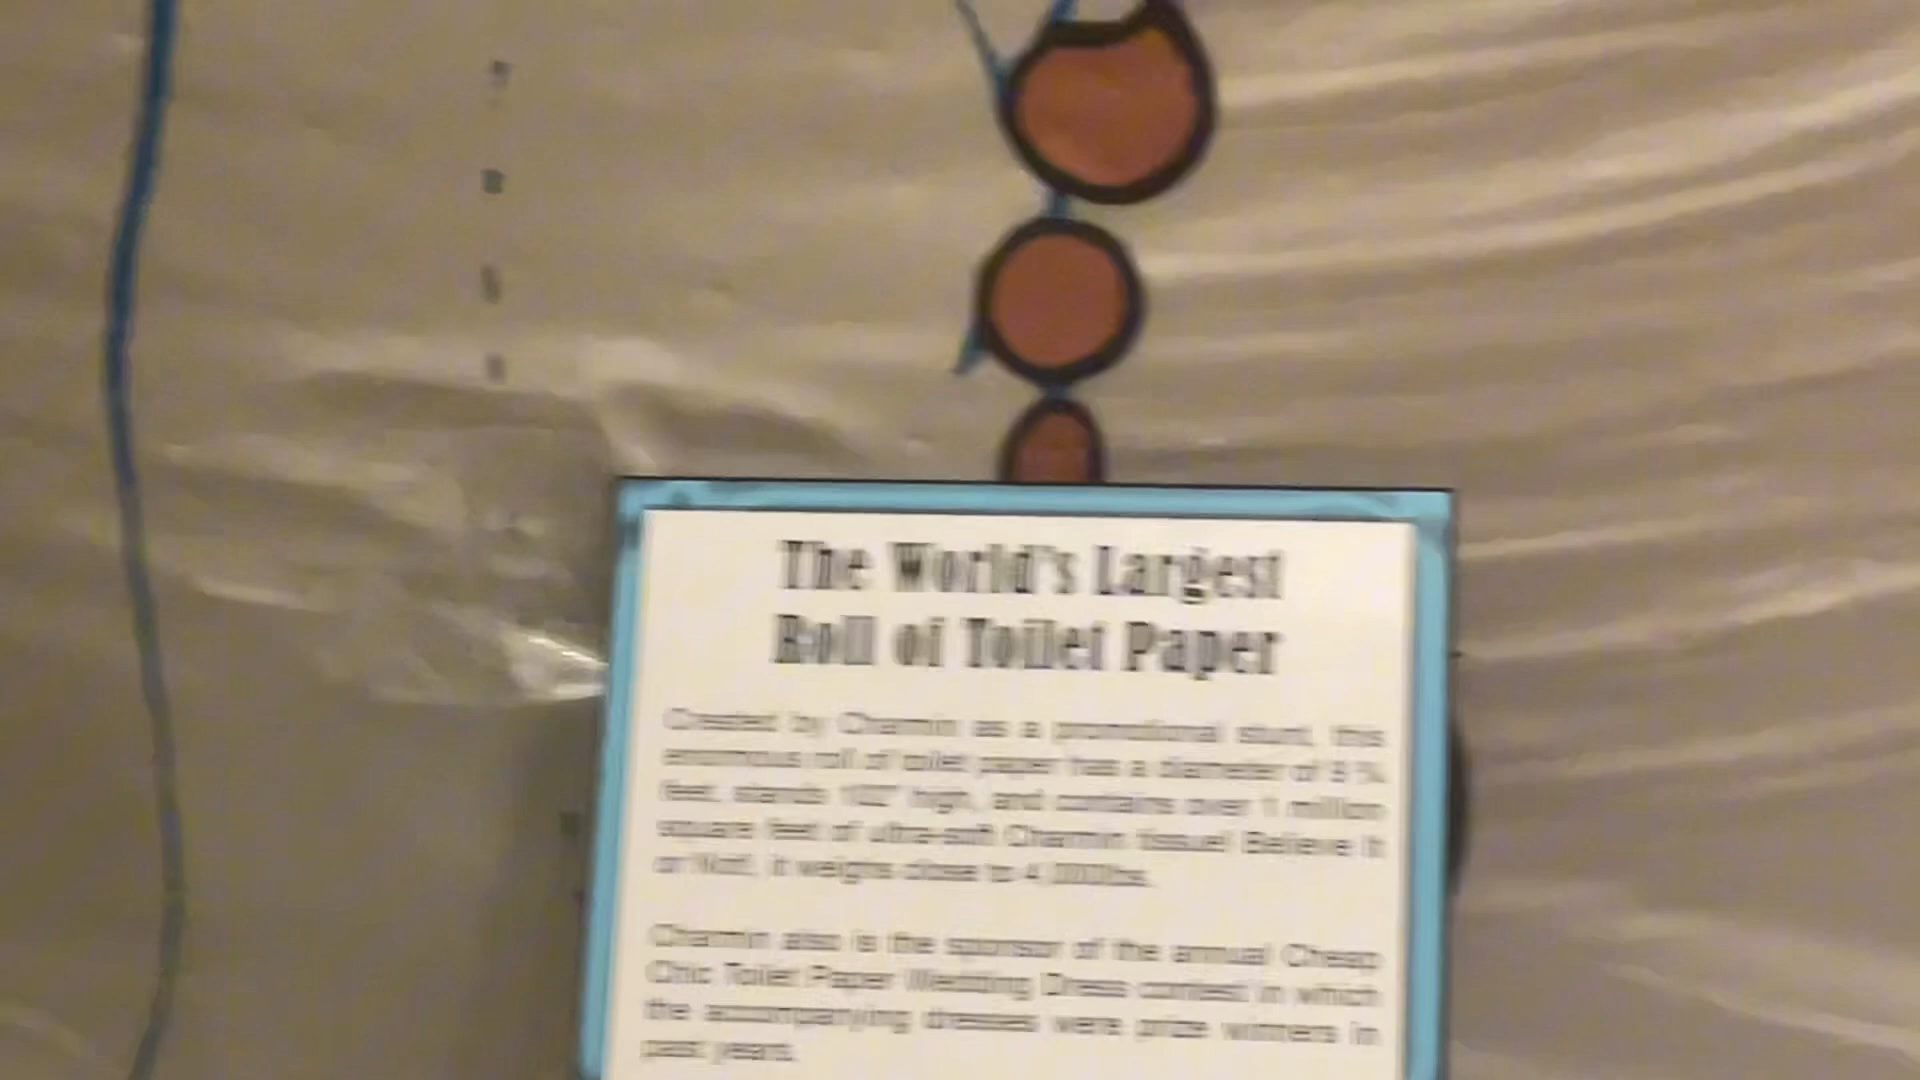 The World's Largest
Roll of Toilet Paper
Created by Charmin as a promotional stunt, this
enormous roll of toilet paper has a diameter of
feet, stands 102" high, and contains over 1 million
square feet of ultra-soft Charmin tissue! Believe It
or Not!, it weighs close to 4,000lbs.
Charmin also is the sponsor of the annual Cheap
Chic Toilet Paper Wedding Dress contest in which
the accompanying dresses were prize winners in
past years.